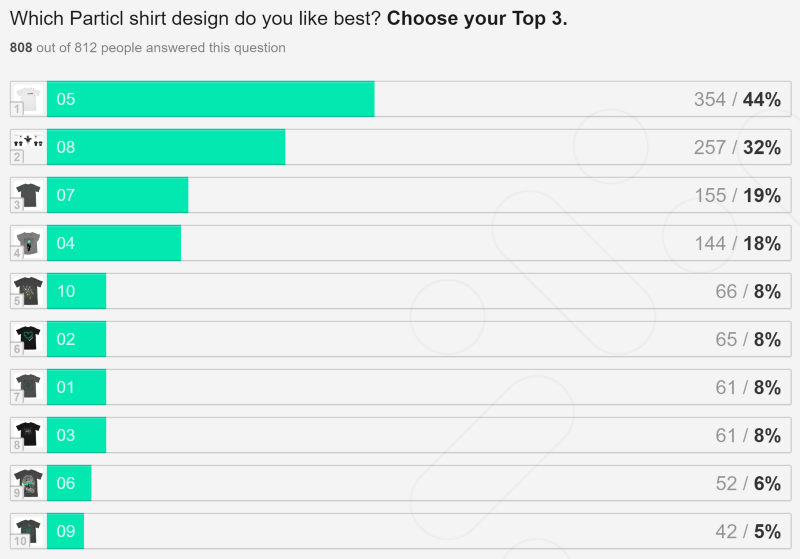 Which Particl shirt design do you like best? Choose your Top 3.
808 out of 812 people answered this question
1 05 354 / 44%
2 08 257 / 32%
3 07 155 / 19%
4 04 144 / 18%
5 10 66 / 8%
6 02 65 / 8%
7 01 61 / 8%
8 03 61 / 8%
9 06 52 / 6%
10 09 42 / 5%